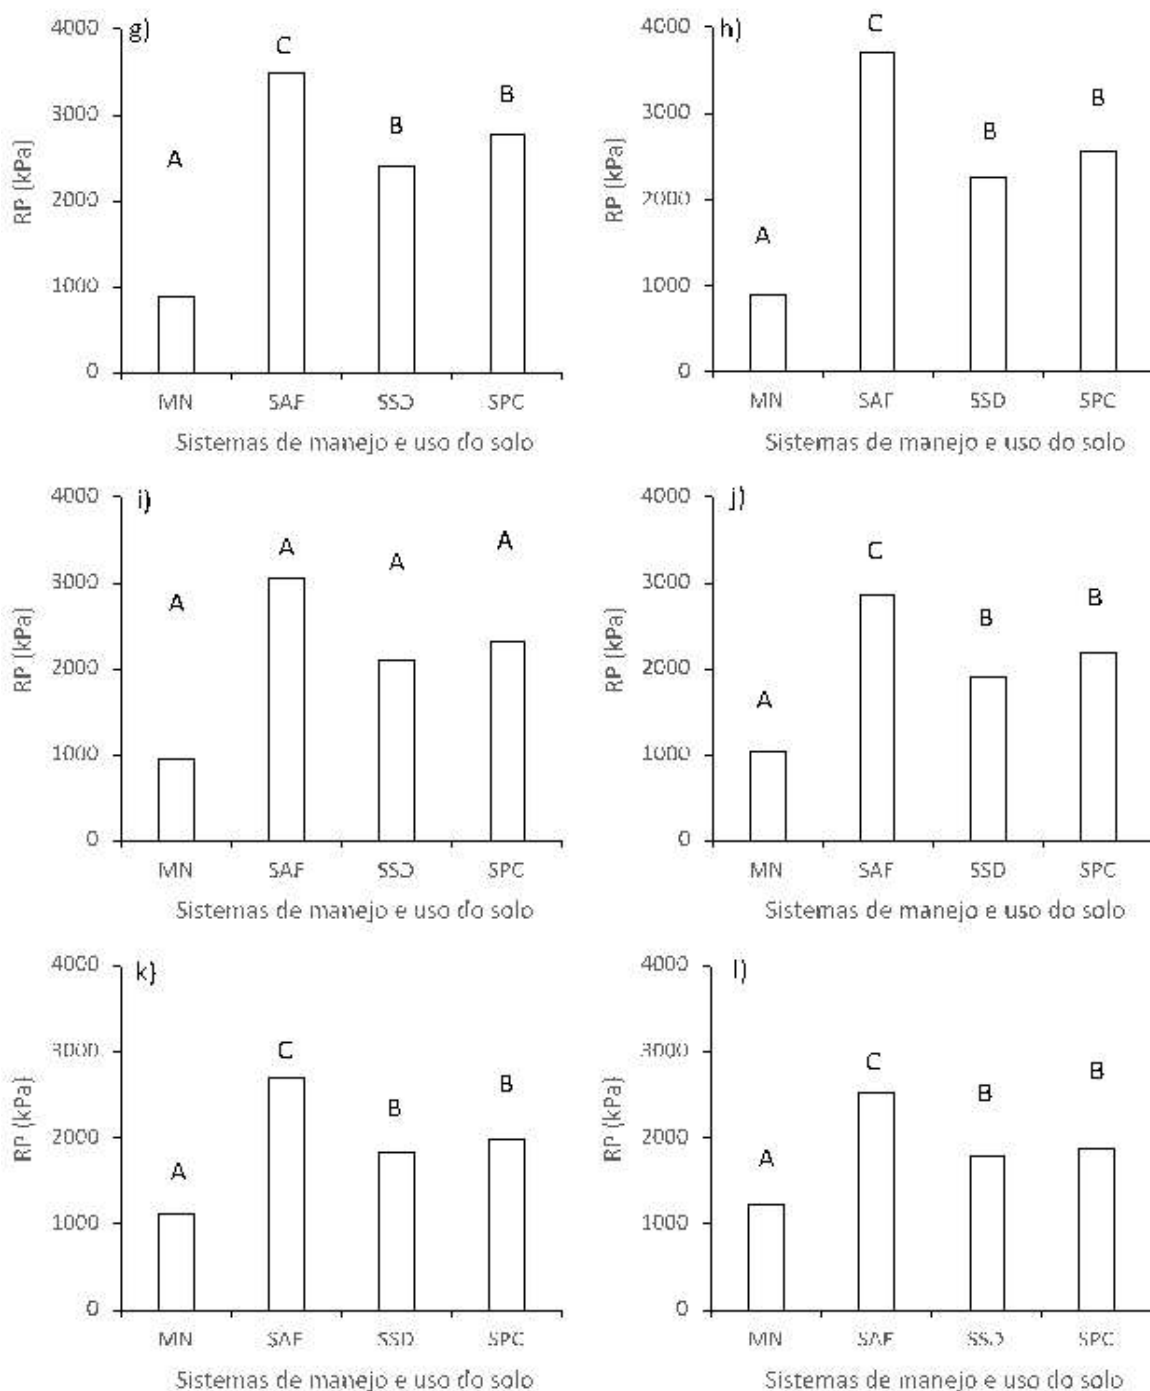 g)
4000
3000
2000
1000
0
RP (kPa)
A
C
B
B
MN SAF SSD SPC
Sistemas de manejo e uso do solo
h)
4000
3000
2000
1000
0
RP (kPa)
A
C
B
B
MN SAF SSD SPC
Sistemas de manejo e uso do solo
i)
4000
3000
2000
1000
0
RP (kPa)
A
A
A
A
MN SAF SSD SPC
Sistemas de manejo e uso do solo
j)
4000
3000
2000
1000
0
RP (kPa)
A
C
B
B
MN SAF SSD SPC
Sistemas de manejo e uso do solo
k)
4000
3000
2000
1000
0
RP (kPa)
A
C
B
B
MN SAF SSD SPC
Sistemas de manejo e uso do solo
l)
4000
3000
2000
1000
0
RP (kPa)
A
C
B
B
MN SAF SSD SPC
Sistemas de manejo e uso do solo